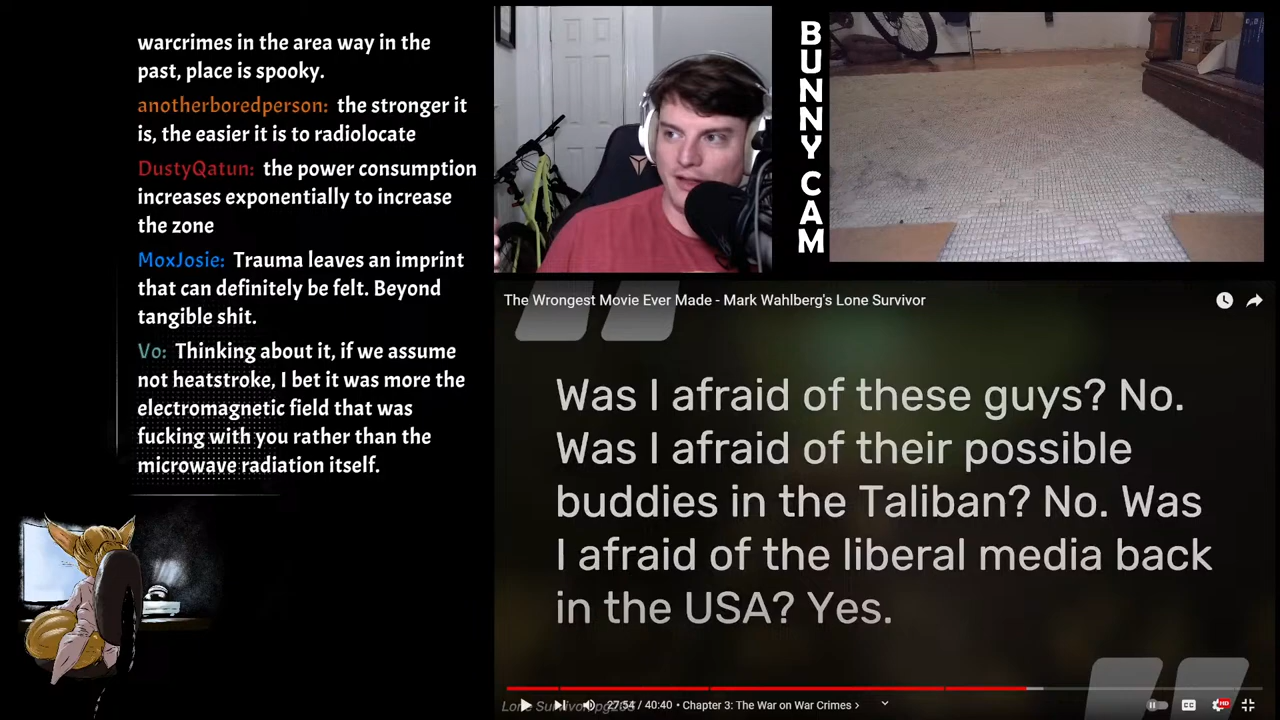 warcrimes in the area way in the
past, place is spooky.
anotherboredperson: the stronger it
is, the easier it is to radiolocate
DustyQatun: the power consumption
increases exponentially to increase
the zone
MoxJosie: Trauma leaves an imprint
that can definitely be felt. Beyond
tangible shit.
Vo: Thinking about it, if we assume
not heatstroke, I bet it was more the
electromagnetic field that was
fucking with you rather than the
microwave radiation itself.
BUNNY CAM
The Wrongest Movie Ever Made - Mark Wahlberg's Lone Survivor
Was I afraid of these guys? No.
Was I afraid of their possible
buddies in the Taliban? No. Was
I afraid of the liberal media back
in the USA? Yes.
27:54 / 40:40 • Chapter 3: The War on War Crimes ›
CC
HD